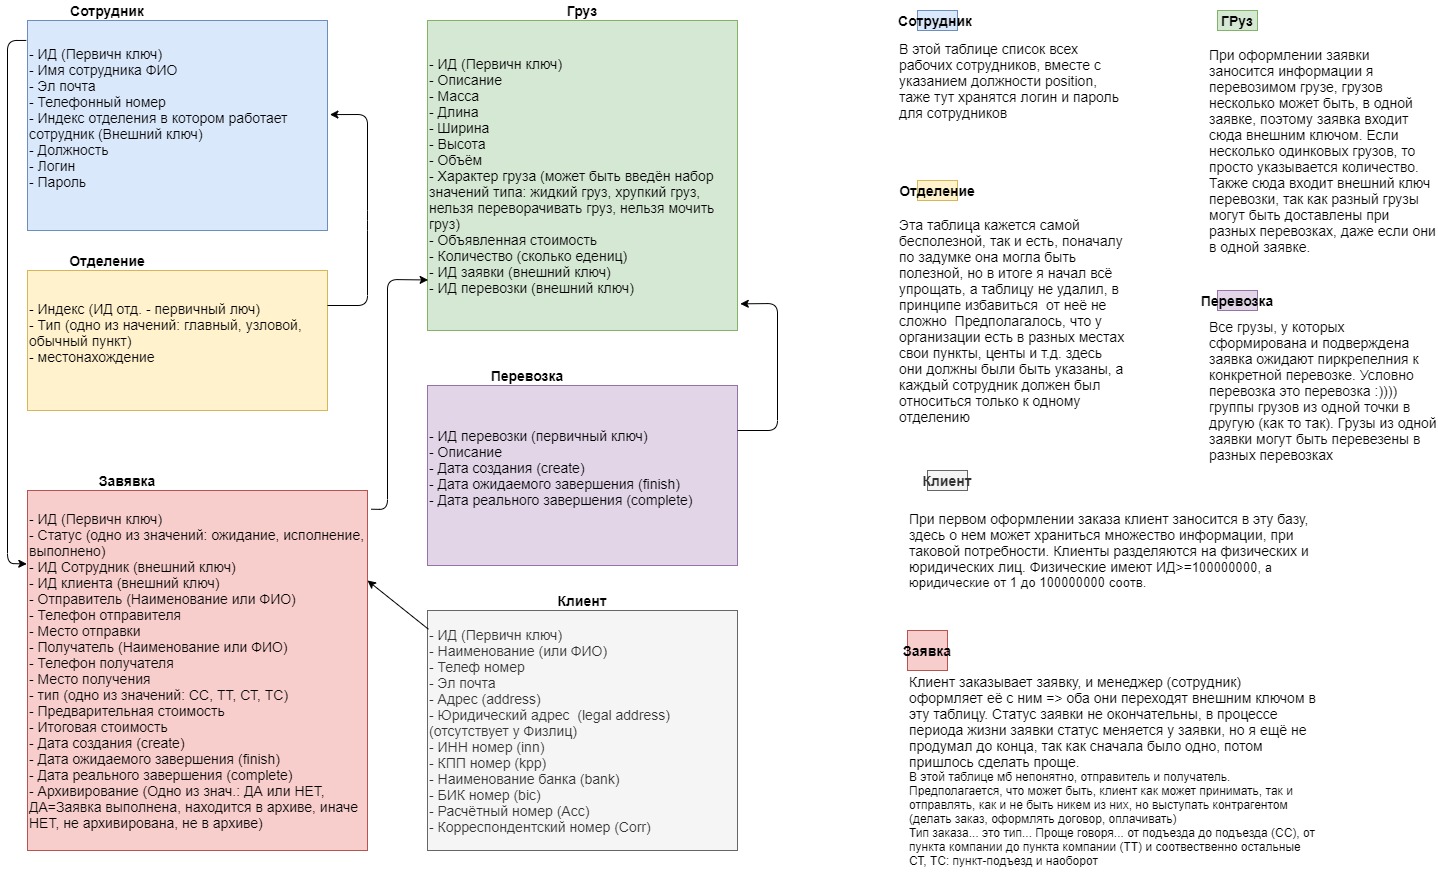 Сотрудник
- ИД (Первичн ключ)
- Имя сотрудника ФИО
- Эл почта
- Телефонный номер
- Индекс отделения в котором работает
сотрудник (Внешний ключ)
- Должность
- Логин
- Пароль
Отделение
- Индекс (ИД отд. - первичный люч)
- Тип (одно из начений: главный, узловой,
обычный пункт)
- местонахождение
Завявка
- ИД (Первичн ключ)
- Статус (одно из значений: ожидание, исполнение,
выполнено)
- ИД Сотрудник (внешний ключ)
- ИД клиента (внешний ключ)
- Отправитель (Наименование или ФИО)
- Телефон отправителя
- Место отправки
- Получатель (Наименование или ФИО)
- Телефон получателя
- Место получения
- тип (одно из значений: СС, ТТ, СТ, ТС)
- Предварительная стоимость
- Итоговая стоимость
- Дата создания (create)
- Дата ожидаемого завершения (finish)
- Дата реального завершения (complete)
- Архивирование (Одно из знач.: ДА или НЕТ,
ДА=Заявка выполнена, находится в архиве, иначе
НЕТ, не архивирована, не в архиве)
Груз
- ИД (Первичн ключ)
- Описание
- Масса
- Длина
- Ширина
- Высота
- Объём
- Характер груза (может быть введён набор
значений типа: жидкий груз, хрупкий груз,
нельзя переворачивать груз, нельзя мочить
груз)
- Объявленная стоимость
- Количество (сколько едениц)
- ИД заявки (внешний ключ)
- ИД перевозки (внешний ключ)
Перевозка
- ИД перевозки (первичный ключ)
- Описание
- Дата создания (create)
- Дата ожидаемого завершения (finish)
- Дата реального завершения (complete)
Клиент
- ИД (Первичн ключ)
- Наименование (или ФИО)
- Телеф номер
- Эл почта
- Адрес (address)
- Юридический адрес  (legal address)
(отсутствует у Физлиц)
- ИНН номер (inn)
- КПП номер (kpp)
- Наименование банка (bank)
- БИК номер (bic)
- Расчётный номер (Acc)
- Корреспондентский номер (Corr)
Сотрудник
В этой таблице список всех
рабочих сотрудников, вместе с
указанием должности position,
таже тут хранятся логин и пароль
для сотрудников
Отделение
Эта таблица кажется самой
бесполезной, так и есть, поначалу
по задумке она могла быть
полезной, но в итоге я начал всё
упрощать, а таблицу не удалил, в
принципе избавиться  от неё не
сложно  Предполагалось, что у
организации есть в разных местах
свои пункты, центы и т.д. здесь
они должны были быть указаны, а
каждый сотрудник должен был
относиться только к одному
отделению
ГРуз
При оформлении заявки
заносится информации я
перевозимом грузе, грузов
несколько может быть, в одной
заявке, поэтому заявка входит
сюда внешним ключом. Если
несколько одинковых грузов, то
просто указывается количество.
Также сюда входит внешний ключ
перевозки, так как разный грузы
могут быть доставлены при
разных перевозках, даже если они
в одной заявке.
Перевозка
Все грузы, у которых
сформирована и подверждена
заявка ожидают пиркрепелния к
конкретной перевозке. Условно
перевозка это перевозка :))))
группы грузов из одной точки в
другую (как то так). Грузы из одной
заявки могут быть перевезены в
разных перевозках
Клиент
При первом оформлении заказа клиент заносится в эту базу,
здесь о нем может храниться множество информации, при
таковой потребности. Клиенты разделяются на физических и
юридических лиц. Физические имеют ИД>=100000000, а
юридические от 1 до 100000000 соотв.
Заявка
Клиент заказывает заявку, и менеджер (сотрудник)
оформляет её с ним => оба они переходят внешним ключом в
эту таблицу. Статус заявки не окончательны, в процессе
периода жизни заявки статус меняется у заявки, но я ещё не
продумал до конца, так как сначала было одно, потом
пришлось сделать проще.
В этой таблице мб непонятно, отправитель и получатель.
Предполагается, что может быть, клиент как может принимать, так и
отправлять, как и не быть никем из них, но выступать контрагентом
(делать заказ, оформлять договор, оплачивать)
Тип заказа... это тип... Проще говоря... от подъезда до подъезда (СС), от
пункта компании до пункта компании (ТТ) и соотвественно остальные
СТ, ТС: пункт-подъезд и наоборот